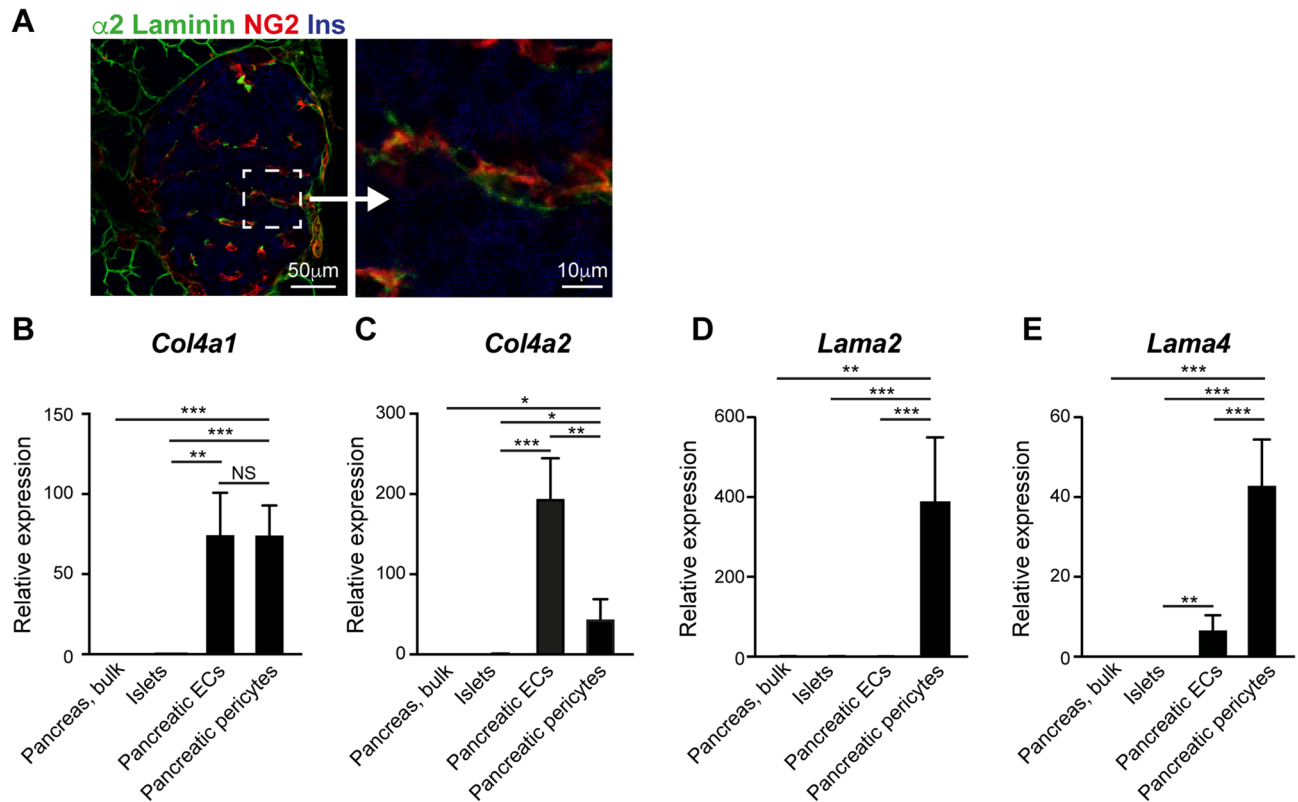 A
α2 Laminin NG2 Ins
50μm
10μm
B
Col4a1
Relative expression
150
100
50
0
***
***
**
NS
Pancreas, bulk
Islets
Pancreatic ECs
Pancreatic pericytes
C
Col4a2
Relative expression
300
200
100
0
*
*
***
**
Pancreas, bulk
Islets
Pancreatic ECs
Pancreatic pericytes
D
Lama2
Relative expression
600
400
200
0
**
***
***
Pancreas, bulk
Islets
Pancreatic ECs
Pancreatic pericytes
E
Lama4
Relative expression
60
40
20
0
***
***
***
**
Pancreas, bulk
Islets
Pancreatic ECs
Pancreatic pericytes